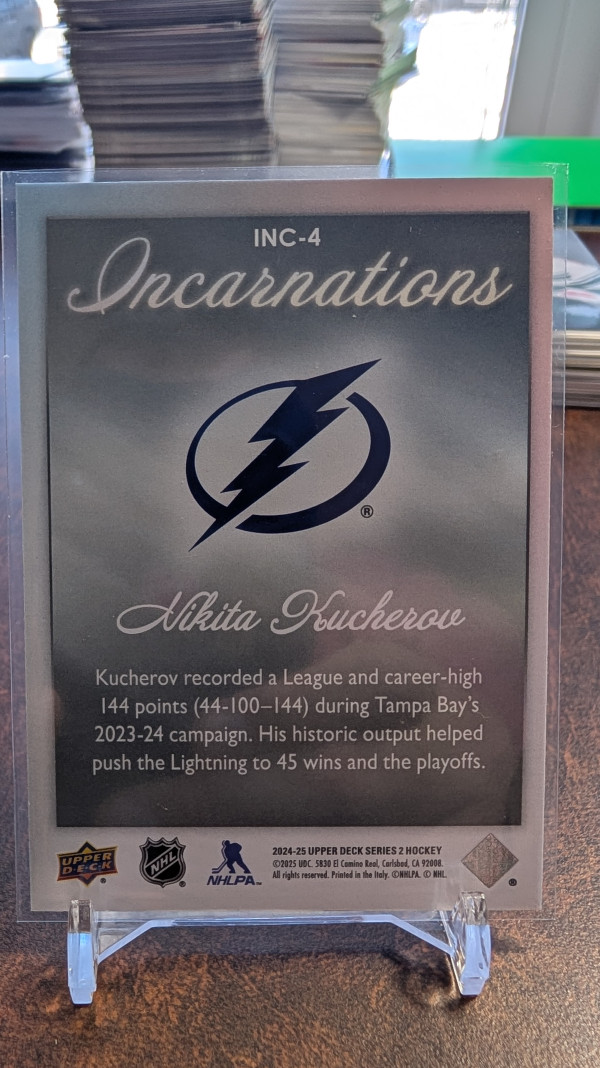 INC-4
Incarnations
®
Nikita Kucherov
Kucherov recorded a League and career-high
144 points (44-100–144) during Tampa Bay's
2023-24 campaign. His historic output helped
push the Lightning to 45 wins and the playoffs.
UPPER
D·E·C·K
NHL
NHLPA
2024-25 UPPER DECK SERIES 2 HOCKEY
©2025 UDC. 5830 El Camino Real, Carlsbad, CA 92008.
All rights reserved. Printed in the Italy. ©NHLPA. © NHL.